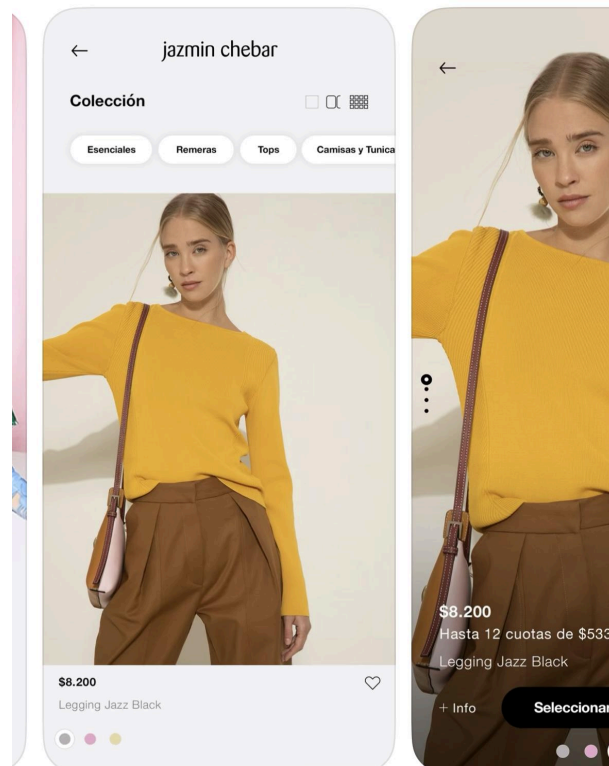 jazmin chebar
Colección
Esenciales
Remeras
Tops
Camisas y Tunica
$8.200
Legging Jazz Black
$8.200
Hasta 12 cuotas de $533
Legging Jazz Black
+ Info
Seleccionar